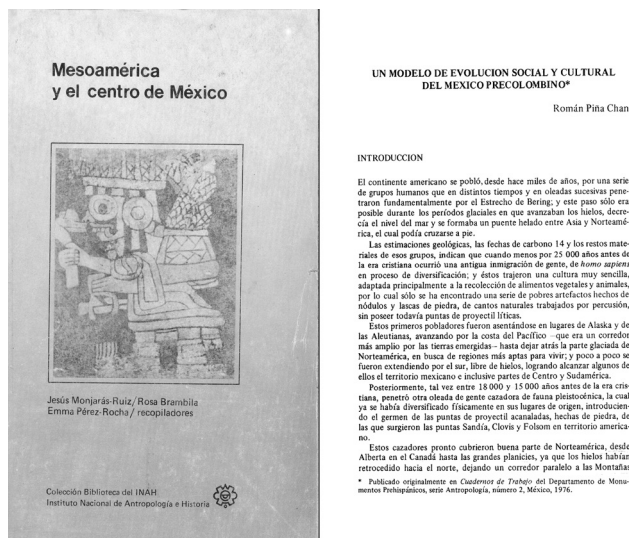 Mesoamérica
y el centro de México
Jesús Monjarás-Ruiz/Rosa Brambila
Emma Pérez-Rocha/recopiladores
Colección Biblioteca del INAH
Instituto Nacional de Antropología e Historia
UN MODELO DE EVOLUCION SOCIAL Y CULTURAL
DEL MEXICO PRECOLOMBINO*
Román Piña Chan
INTRODUCCION
El continente americano se pobló, desde hace miles de años, por una serie
de grupos humanos que en distintos tiempos y en oleadas sucesivas pene-
traron fundamentalmente por el Estrecho de Bering; y este paso sólo era
posible durante los períodos glaciales en que avanzaban los hielos, decre-
cía el nivel del mar y se formaba un puente helado entre Asia y Norteamé-
rica, el cual podía cruzarse a pie.
Las estimaciones geológicas, las fechas de carbono 14 y los restos mate-
riales de esos grupos, indican que cuando menos por 25 000 años antes de
la era cristiana ocurrió una antigua inmigración de gente, de homo sapiens
en proceso de diversificación; y éstos trajeron una cultura muy sencilla,
adaptada principalmente a la recolección de alimentos vegetales y animales,
por lo cual sólo se ha encontrado una serie de pobres artefactos hechos de
nódulos y lascas de piedra, de cantos naturales trabajados por percusión,
sin poseer todavía puntas de proyectil líticas.
Estos primeros pobladores fueron asentándose en lugares de Alaska y de
las Aleutianas, avanzando por la costa del Pacífico —que era un corredor
más amplio por las tierras emergidas— hasta dejar atrás la parte glaciada de
Norteamérica, en busca de regiones más aptas para vivir; y poco a poco se
fueron extendiendo por el sur, libre de hielos, logrando alcanzar algunos de
ellos el territorio mexicano e inclusive partes de Centro y Sudamérica.
Posteriormente, tal vez entre 18 000 y 15 000 años antes de la era cris-
tiana, penetró otra oleada de gente cazadora de fauna pleistocénica, la cual
ya se había diversificado físicamente en sus lugares de origen, introducien-
do el germen de las puntas de proyectil acanaladas, hechas de piedra, de
las que surgieron las puntas Sandía, Clovis y Folsom en territorio america-
no.
Estos cazadores pronto cubrieron buena parte de Norteamérica, desde
Alberta en el Canadá hasta las grandes planicies, ya que los hielos habían
retrocedido hacia el norte, dejando un corredor paralelo a las Montañas
* Publicado originalmente en Cuadernos de Trabajo del Departamento de Monu-
mentos Prehispánicos, serie Antropología, número 2, México, 1976.